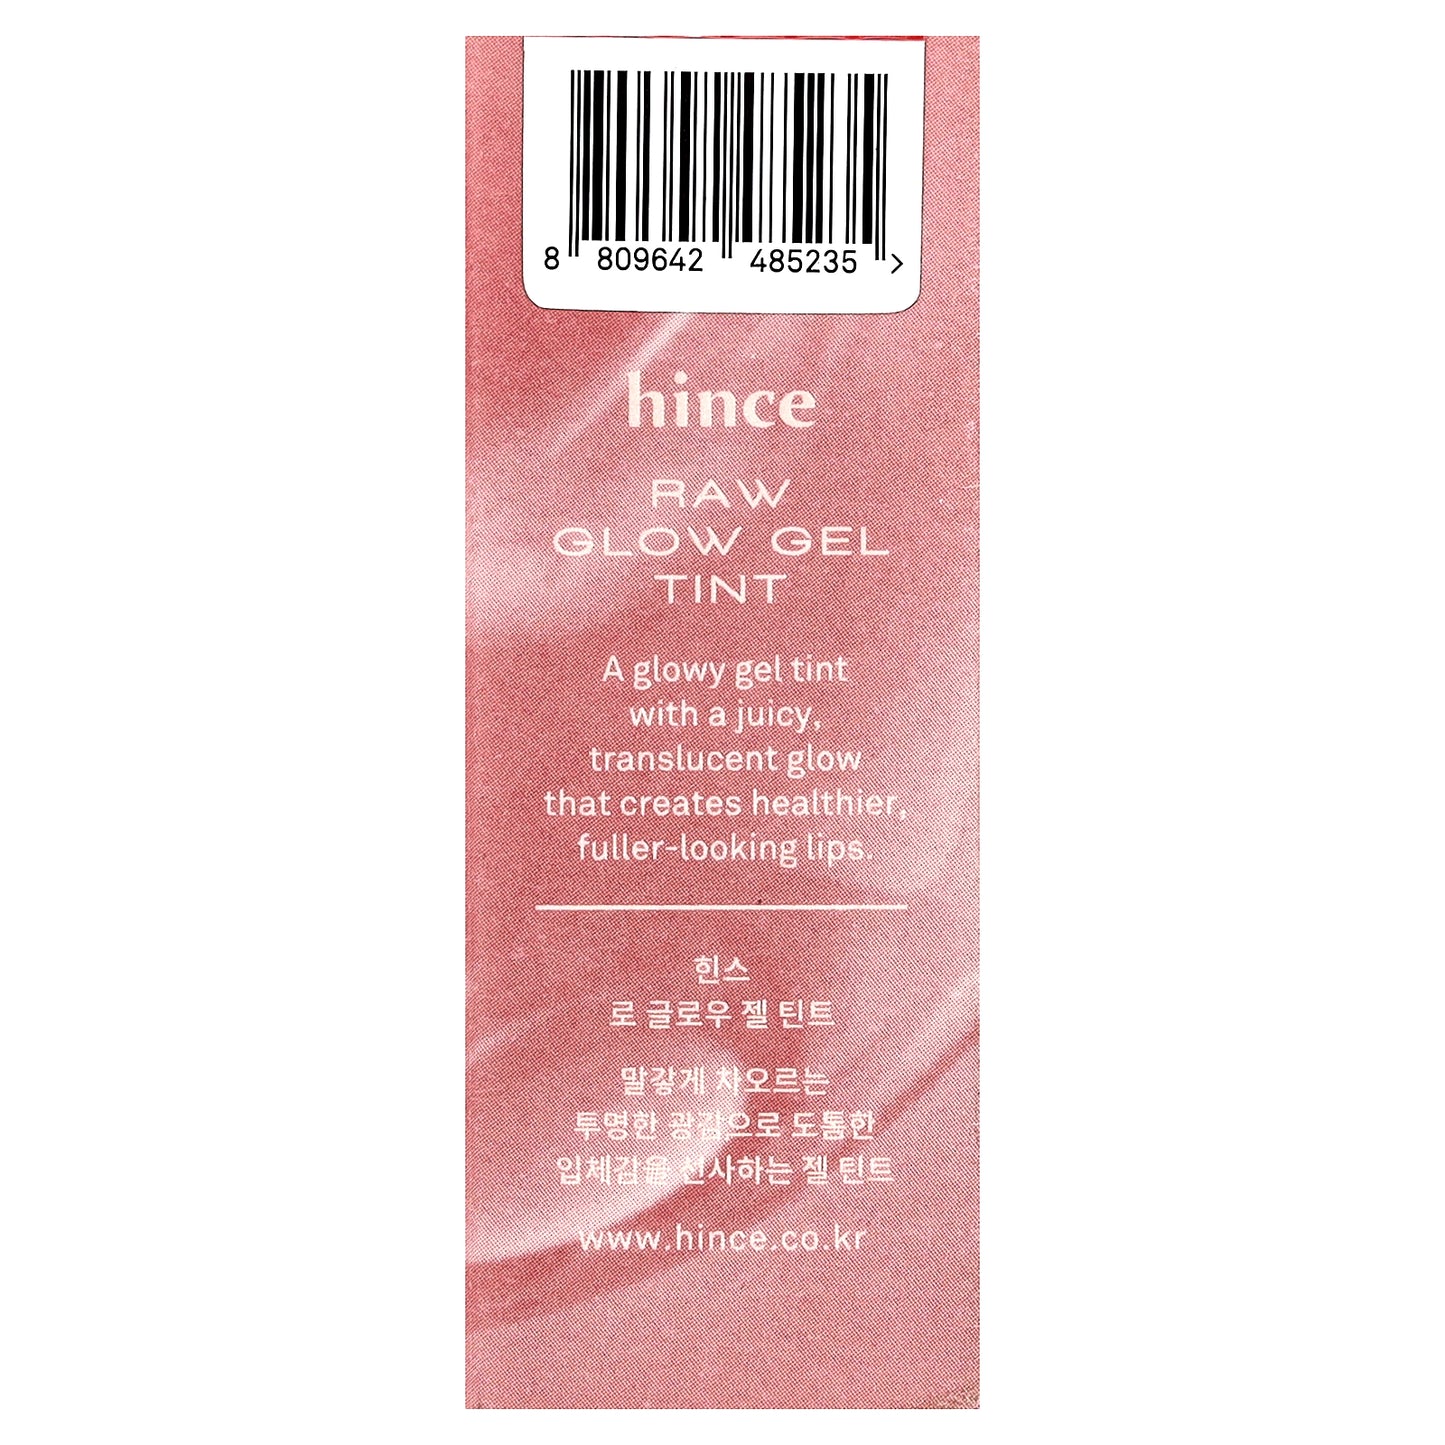 8 809642 485235 >
hince
RAW
GLOW GEL
TINT
A glowy gel tint
with a juicy,
translucent glow
that creates healthier,
fuller-looking lips.
힌스
로 글로우 젤 틴트
말갛게 차오르는
투명한 광감으로 도톰한
입체감을 선사하는 젤 틴트
www.hince.co.kr